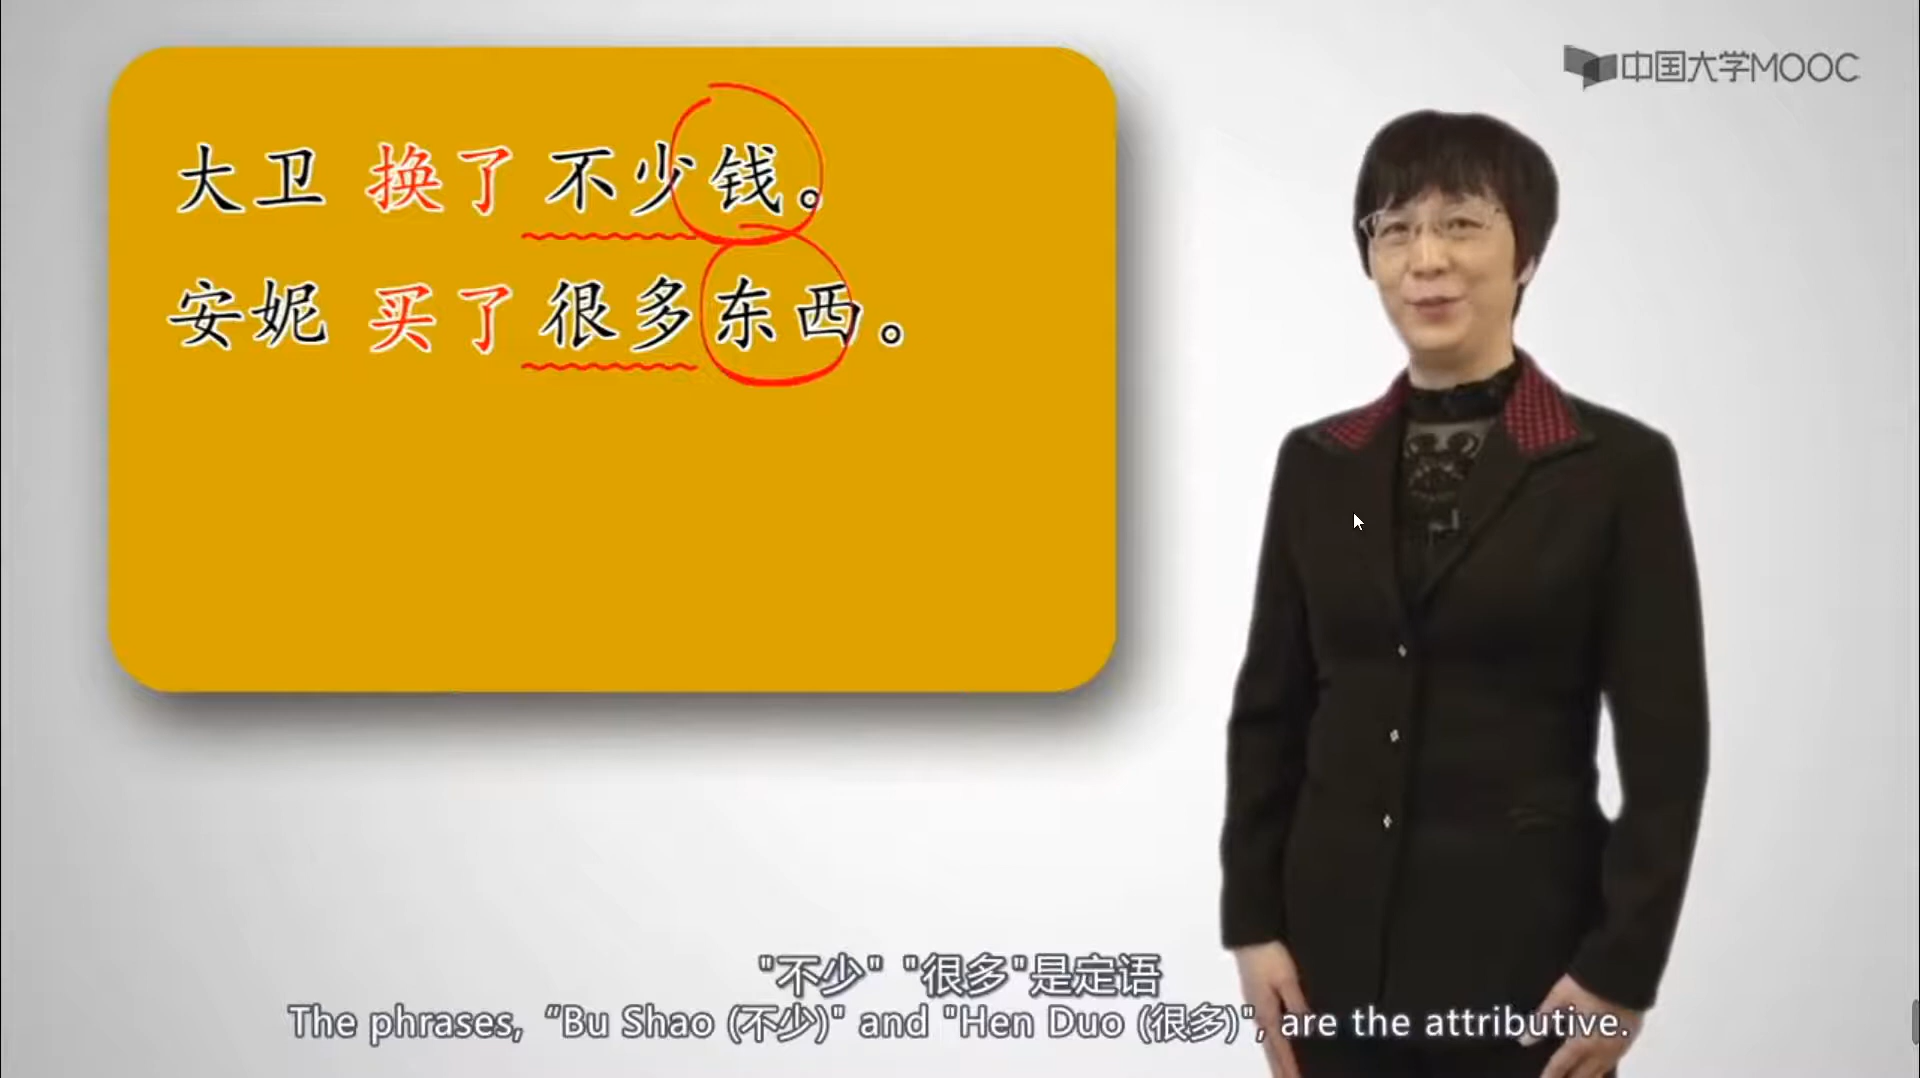 中国大学MOOC
大卫 换了 不少钱。
安妮 买了 很多东西。
"不少" "很多"是定语
The phrases, “Bu Shao (不少)" and "Hen Duo (很多)", are the attributive.